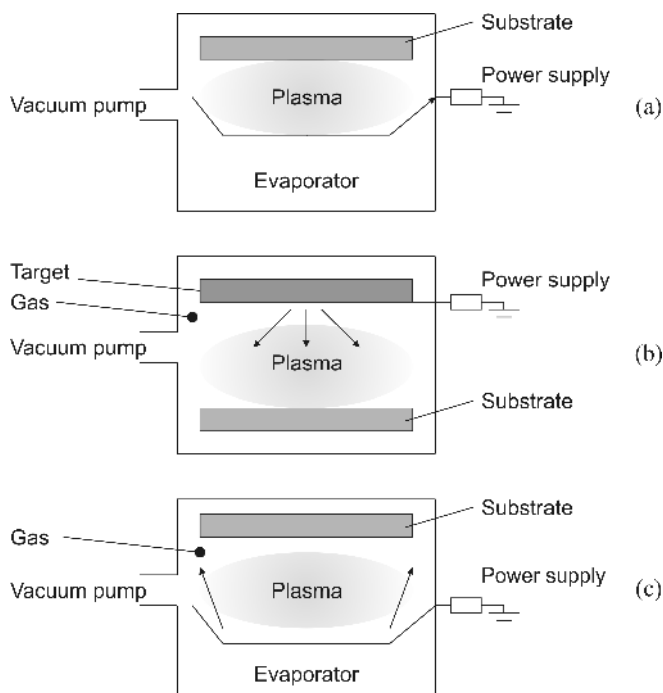 Substrate
Power supply
Plasma
Vacuum pump
(a)
Evaporator
Target
Power supply
Gas
Vacuum pump
(b)
Plasma
Substrate
Substrate
Gas
Power supply
Vacuum pump
Plasma
(c)
Evaporator